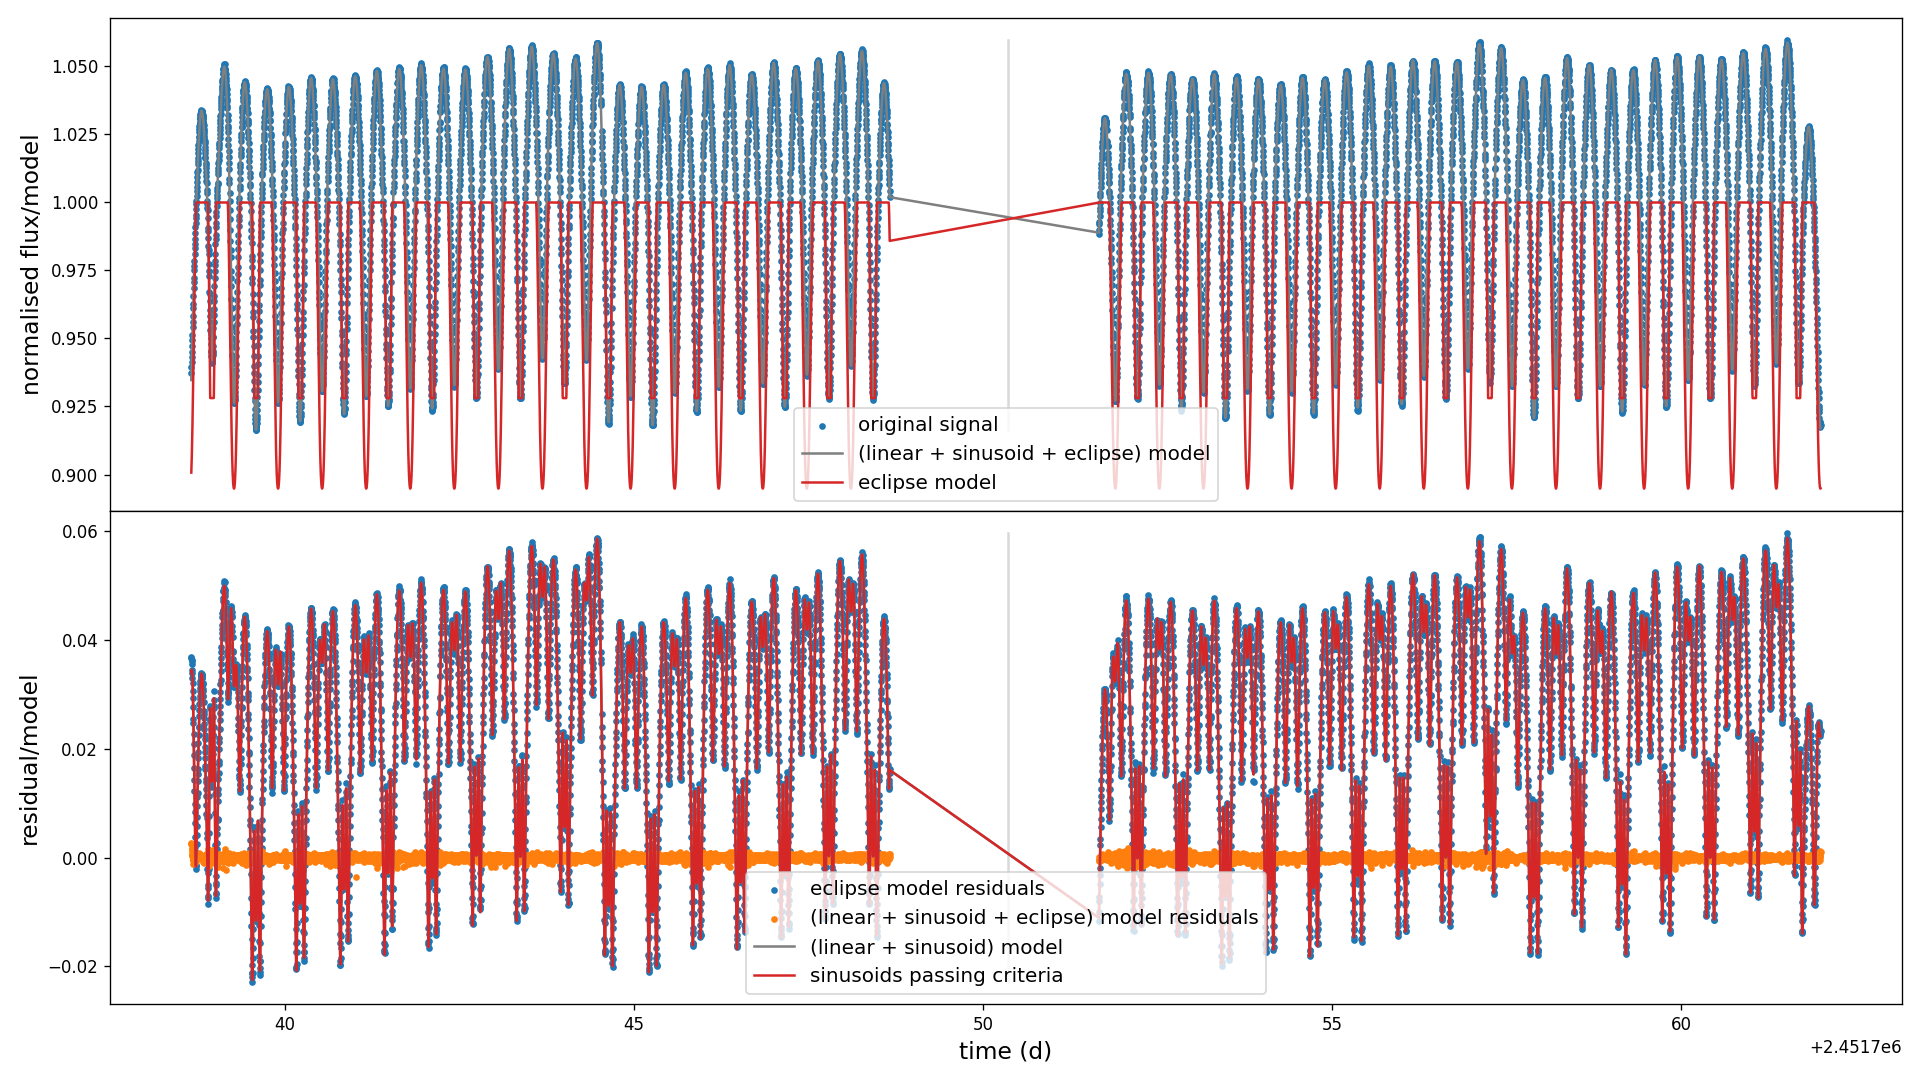 normalised flux/model
1.050
1.025
1.000
0.975
0.950
0.925
0.900
original signal
(linear + sinusoid + eclipse) model
eclipse model
residual/model
0.06
0.04
0.02
0.00
−0.02
eclipse model residuals
(linear + sinusoid + eclipse) model residuals
(linear + sinusoid) model
sinusoids passing criteria
40 45 50 55 60
time (d)
+2.4517e6